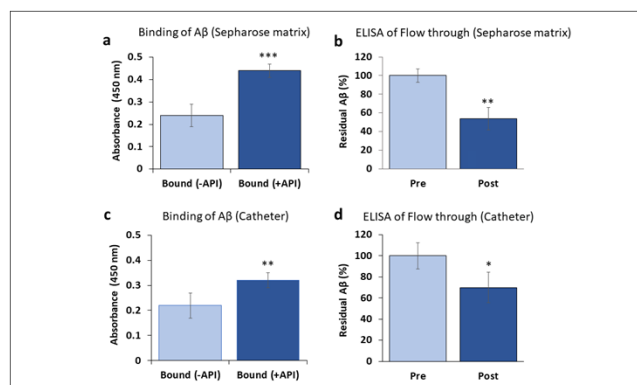 a
Binding of Aβ (Sepharose matrix)
Absorbance (450 nm)
0.5
0.4
0.3
0.2
0.1
0
***
Bound (-API)
Bound (+API)
b
ELISA of Flow through (Sepharose matrix)
Residual Aβ (%)
120
100
80
60
40
20
0
**
Pre
Post
c
Binding of Aβ (Catheter)
Absorbance (450 nm)
0.5
0.4
0.3
0.2
0.1
0
**
Bound (-API)
Bound (+API)
d
ELISA of Flow through (Catheter)
Residual Aβ (%)
120
100
80
60
40
20
0
*
Pre
Post